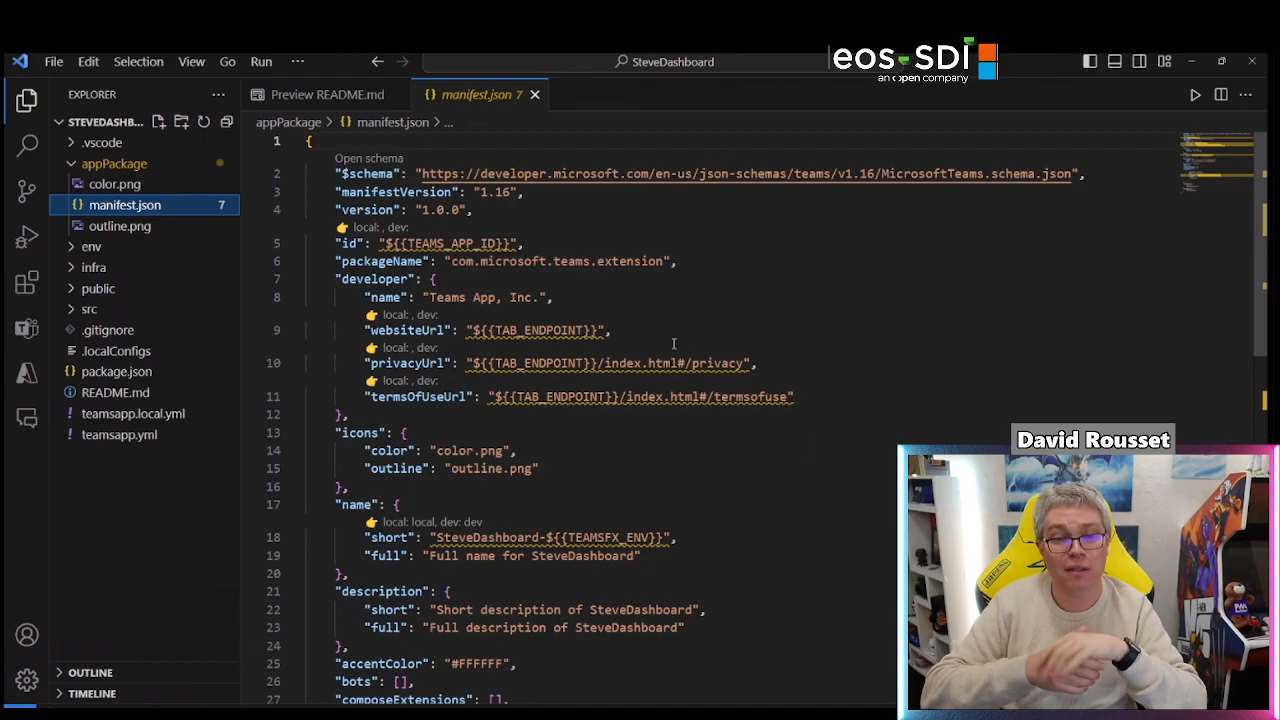 File Edit Selection View Go Run ··· SteveDashboard
eos-SDI
an open company
EXPLORER ···
Preview README.md
{} manifest.json 7
STEVEDASHB...
appPackage > {} manifest.json > ...
.vscode
appPackage
color.png
{} manifest.json 7
outline.png
env
infra
public
src
.gitignore
.localConfigs
package.json
README.md
teamsapp.local.yml
teamsapp.yml
OUTLINE
TIMELINE
1 {
Open schema
2 "$schema": "https://developer.microsoft.com/en-us/json-schemas/teams/v1.16/MicrosoftTeams.schema.json",
3 "manifestVersion": "1.16",
4 "version": "1.0.0",
👉 local: , dev:
5 "id": "${{TEAMS_APP_ID}}",
6 "packageName": "com.microsoft.teams.extension",
7 "developer": {
8 "name": "Teams App, Inc.",
👉 local: , dev:
9 "websiteUrl": "${{TAB_ENDPOINT}}",
👉 local: , dev:
10 "privacyUrl": "${{TAB_ENDPOINT}}/index.html#/privacy",
👉 local: , dev:
11 "termsOfUseUrl": "${{TAB_ENDPOINT}}/index.html#/termsofuse"
12 },
13 "icons": {
14 "color": "color.png",
15 "outline": "outline.png"
16 },
17 "name": {
👉 local: local, dev: dev
18 "short": "SteveDashboard-${{TEAMSFX_ENV}}",
19 "full": "Full name for SteveDashboard"
20 },
21 "description": {
22 "short": "Short description of SteveDashboard",
23 "full": "Full description of SteveDashboard"
24 },
25 "accentColor": "#FFFFFF",
26 "bots": [],
27 "composeExtensions": [],
David Rousset